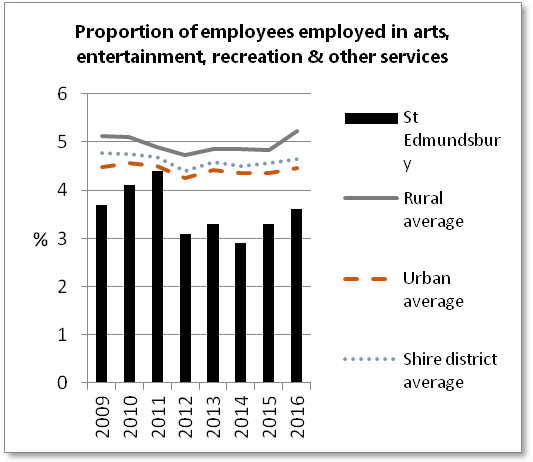 Proportion of employees employed in arts,
entertainment, recreation & other services
6
5
4
3
2
1
0
%
2009
2010
2011
2012
2013
2014
2015
2016
St
Edmundsbur
y
Rural
average
Urban
average
Shire district
average